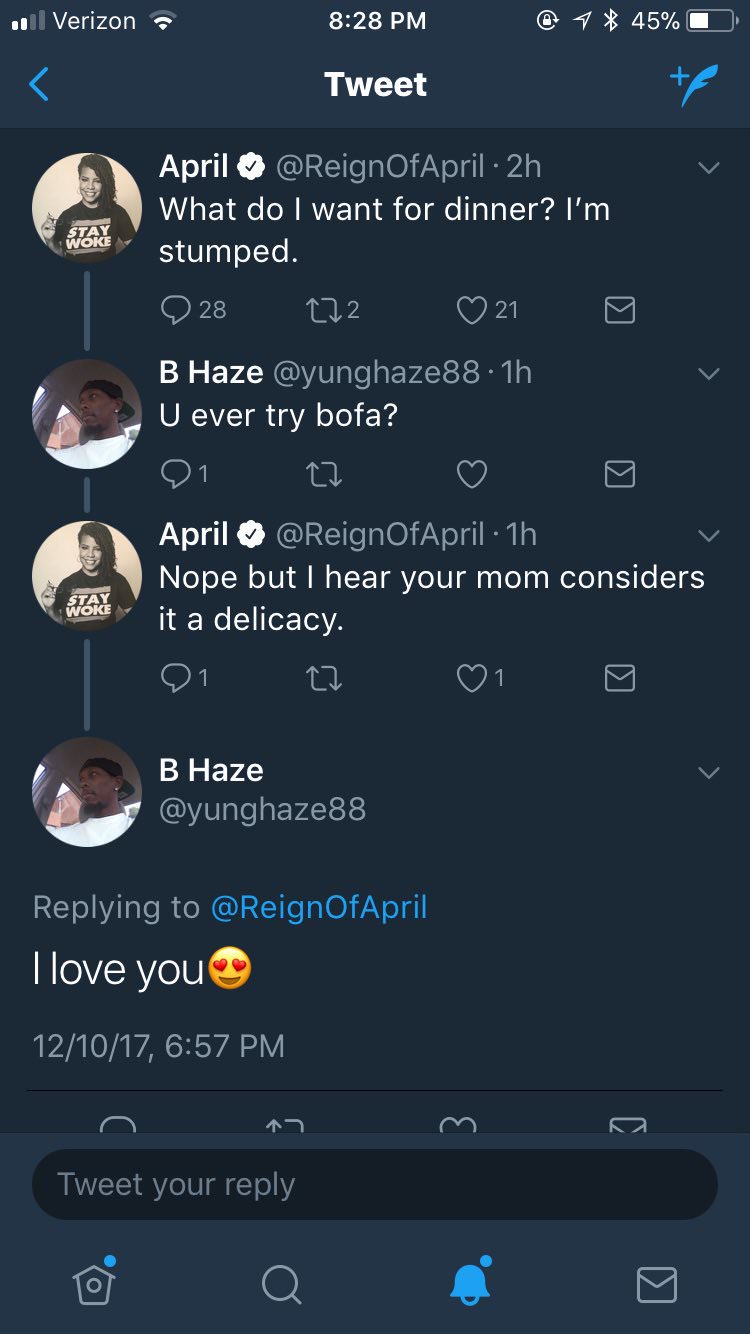 Verizon 8:28 PM 45%
Tweet
April @ReignOfApril · 2h
What do I want for dinner? I'm
stumped.
28 2 21
B Haze @yunghaze88 · 1h
U ever try bofa?
1
April @ReignOfApril · 1h
Nope but I hear your mom considers
it a delicacy.
1 1
B Haze
@yunghaze88
Replying to @ReignOfApril
I love you😍
12/10/17, 6:57 PM
Tweet your reply
STAY
WOKE
STAY
WOKE